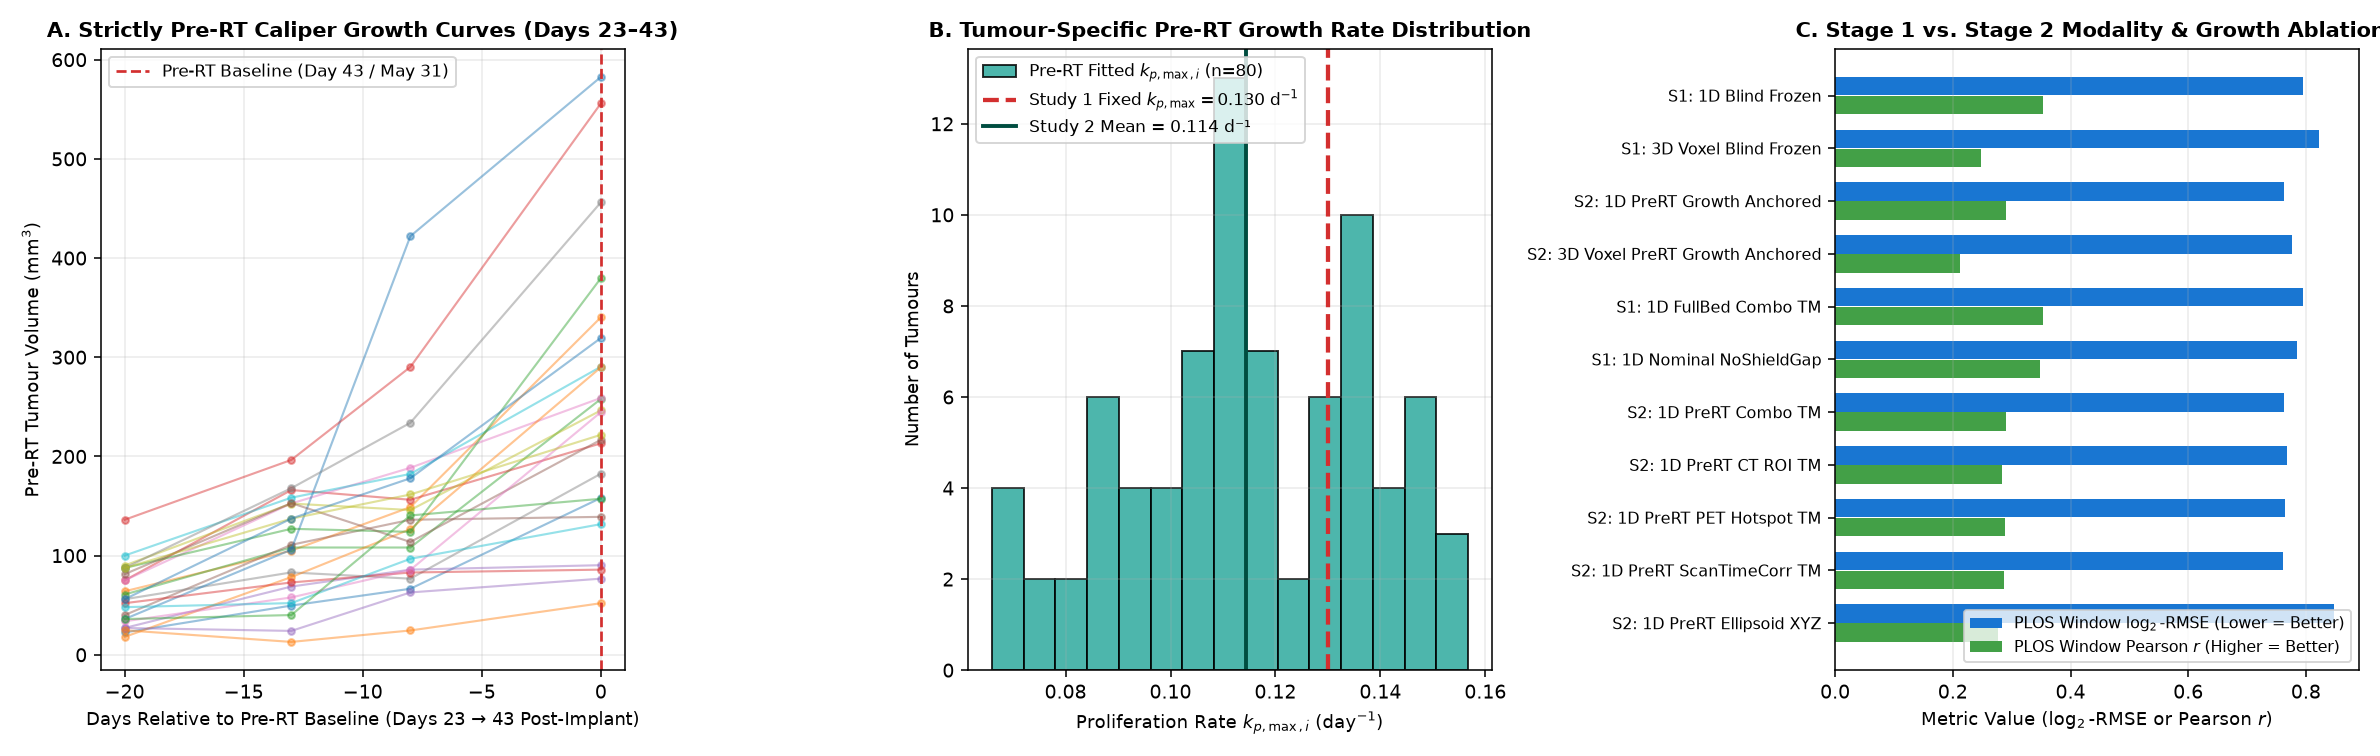 A. Strictly Pre-RT Caliper Growth Curves (Days 23–43)
Pre-RT Baseline (Day 43 / May 31)
Pre-RT Tumour Volume (mm³)
600
500
400
300
200
100
0
−20
−15
−10
−5
0
Days Relative to Pre-RT Baseline (Days 23 → 43 Post-Implant)
B. Tumour-Specific Pre-RT Growth Rate Distribution
Pre-RT Fitted kp, max, i (n=80)
Study 1 Fixed kp, max = 0.130 d⁻¹
Study 2 Mean = 0.114 d⁻¹
Number of Tumours
12
10
8
6
4
2
0
0.08
0.10
0.12
0.14
0.16
Proliferation Rate kp, max, i (day⁻¹)
C. Stage 1 vs. Stage 2 Modality & Growth Ablation
S1: 1D Blind Frozen
S1: 3D Voxel Blind Frozen
S2: 1D PreRT Growth Anchored
S2: 3D Voxel PreRT Growth Anchored
S1: 1D FullBed Combo TM
S1: 1D Nominal NoShieldGap
S2: 1D PreRT Combo TM
S2: 1D PreRT CT ROI TM
S2: 1D PreRT PET Hotspot TM
S2: 1D PreRT ScanTimeCorr TM
S2: 1D PreRT Ellipsoid XYZ
PLOS Window log₂-RMSE (Lower = Better)
PLOS Window Pearson r (Higher = Better)
0.0
0.2
0.4
0.6
0.8
Metric Value (log₂-RMSE or Pearson r)